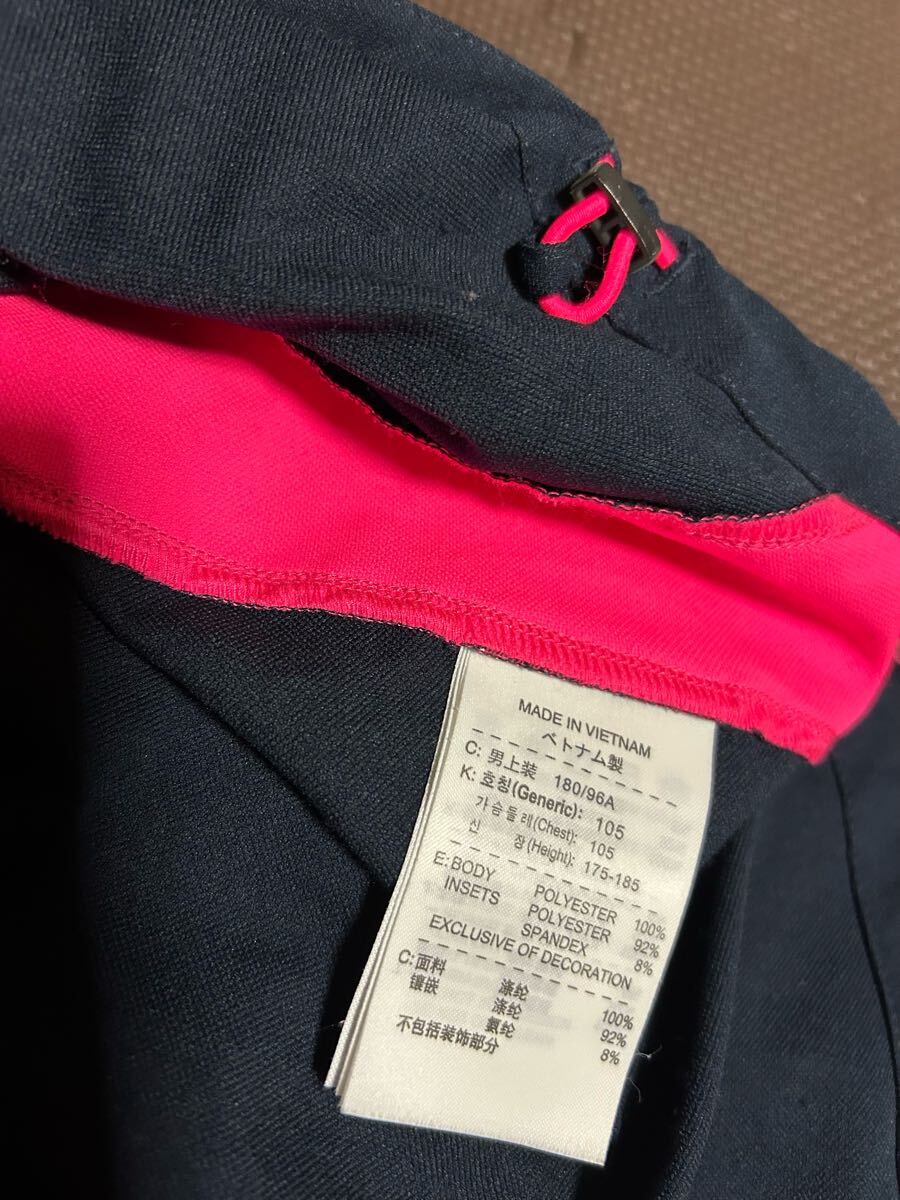 MADE IN VIETNAM
ベトナム製
C: 男上装 180/96A
K: 호칭(Generic): 105
가슴둘레(Chest): 105
신 장(Height): 175-185
E: BODY POLYESTER 100%
INSETS POLYESTER 92%
SPANDEX 8%
EXCLUSIVE OF DECORATION
C: 面料 涤纶 100%
镶嵌 涤纶 92%
氨纶 8%
不包括装饰部分